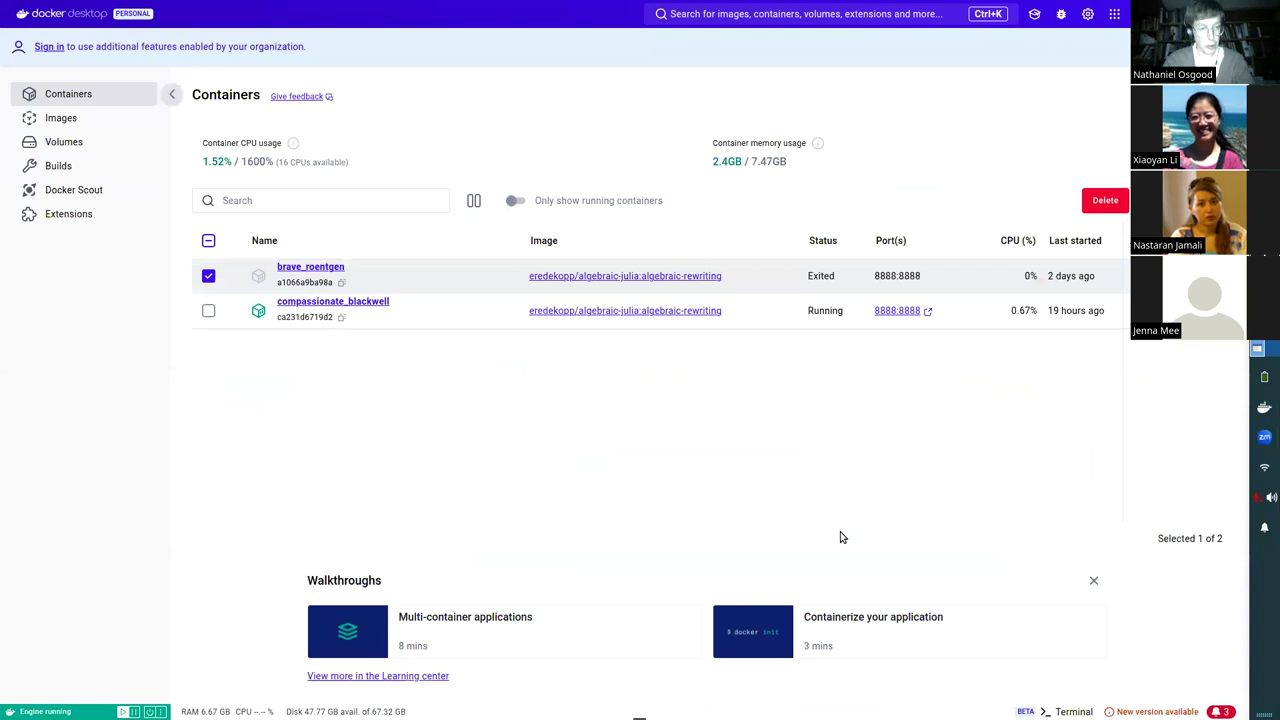 docker desktop PERSONAL
Search for images, containers, volumes, extensions and more... Ctrl+K
Sign in to use additional features enabled by your organization.
Containers
Images
Volumes
Builds
Docker Scout
Extensions
Containers Give feedback
Container CPU usage
1.52% / 1600% (16 CPUs available)
Container memory usage
2.4GB / 7.47GB
Search
Only show running containers
Delete
Name Image Status Port(s) CPU (%) Last started
brave_roentgen
a1066a9ba98a
eredekopp/algebraic-julia:algebraic-rewriting Exited 8888:8888 0% 2 days ago
compassionate_blackwell
ca231d6719d2
eredekopp/algebraic-julia:algebraic-rewriting Running 8888:8888 0.67% 19 hours ago
Selected 1 of 2
Walkthroughs
Multi-container applications
8 mins
$ docker init
Containerize your application
3 mins
View more in the Learning center
Engine running
RAM 6.67 GB CPU --.-- % Disk 47.77 GB avail. of 67.32 GB
BETA >_ Terminal
New version available
3
Nathaniel Osgood
Xiaoyan Li
Nastaran Jamali
Jenna Mee
zm